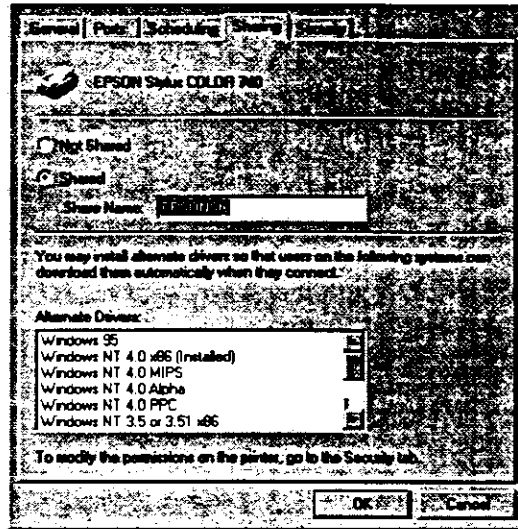 General Ports Scheduling Sharing Security
EPSON Stylus COLOR
Not Shared
Shared
Share Name:
You may install alternate drivers so that users on the following systems can
download them automatically when they connect.
Alternate Drivers:
Windows 95
Windows NT 4.0 x86 (Installed)
Windows NT 4.0 MIPS
Windows NT 4.0 Alpha
Windows NT 4.0 PPC
Windows NT 3.5 or 3.51 x86
To modify the permissions on the printer, go to the Security tab.
OK Cancel